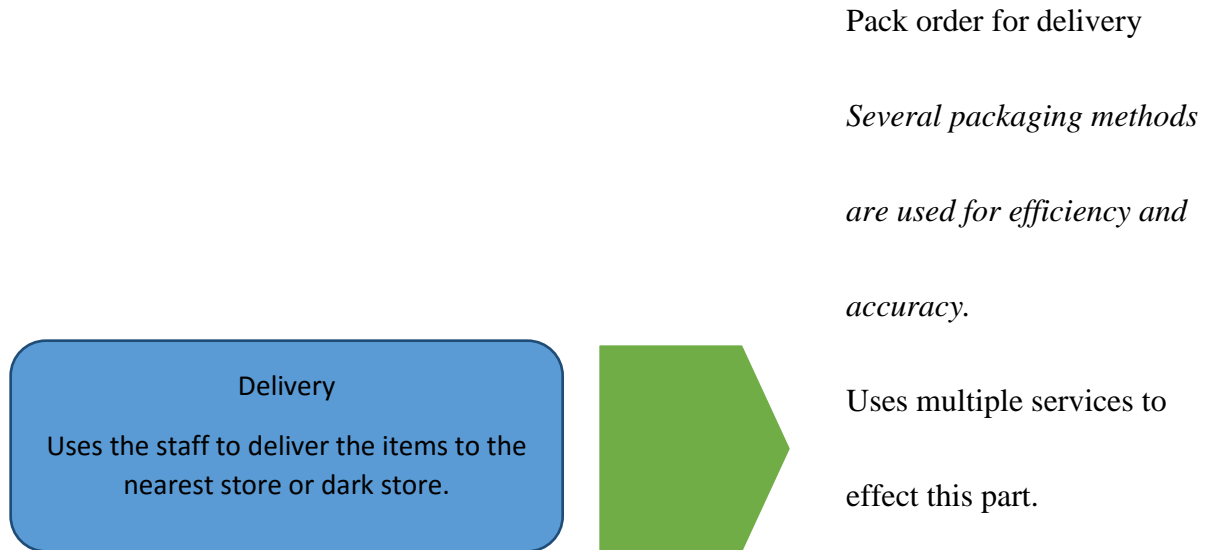 Pack order for delivery
Several packaging methods
are used for efficiency and
accuracy.
Delivery
Uses the staff to deliver the items to the
nearest store or dark store.
Uses multiple services to
effect this part.